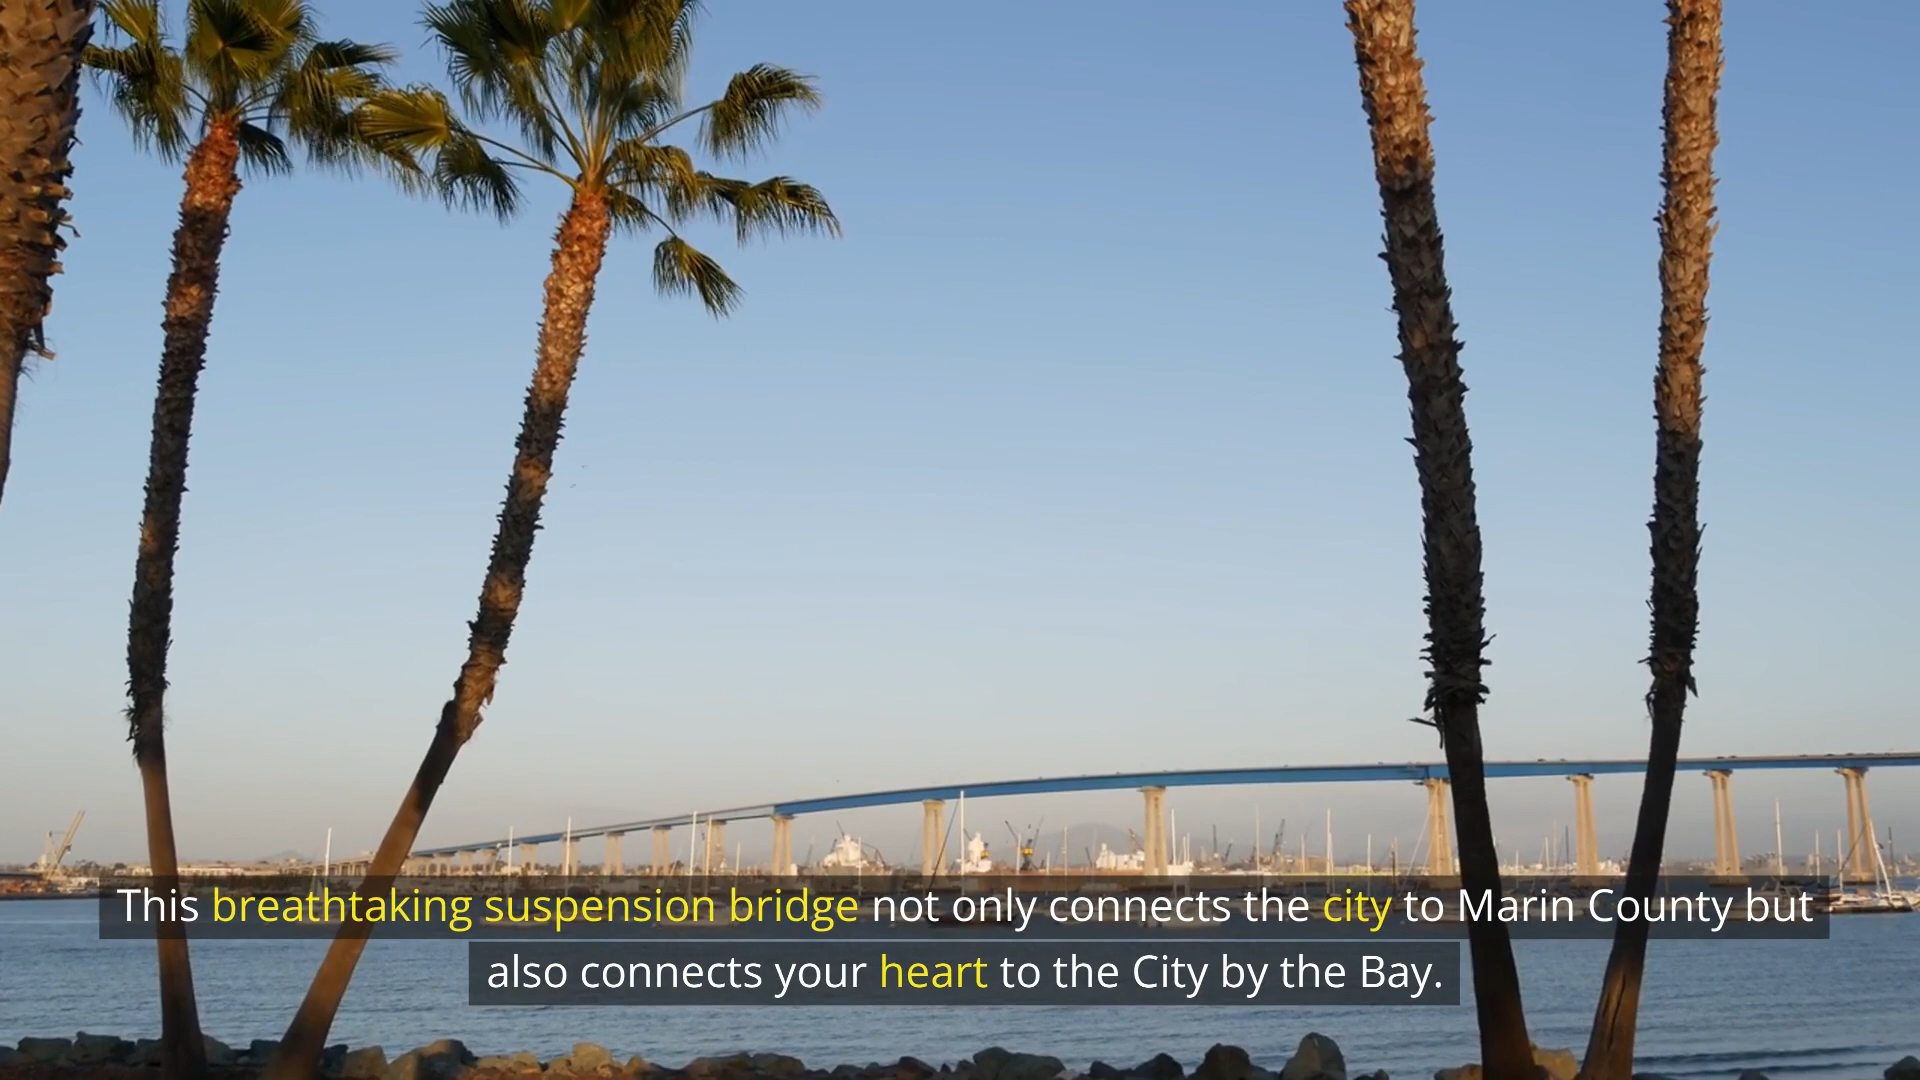 This breathtaking suspension bridge not only connects the city to Marin County but
also connects your heart to the City by the Bay.